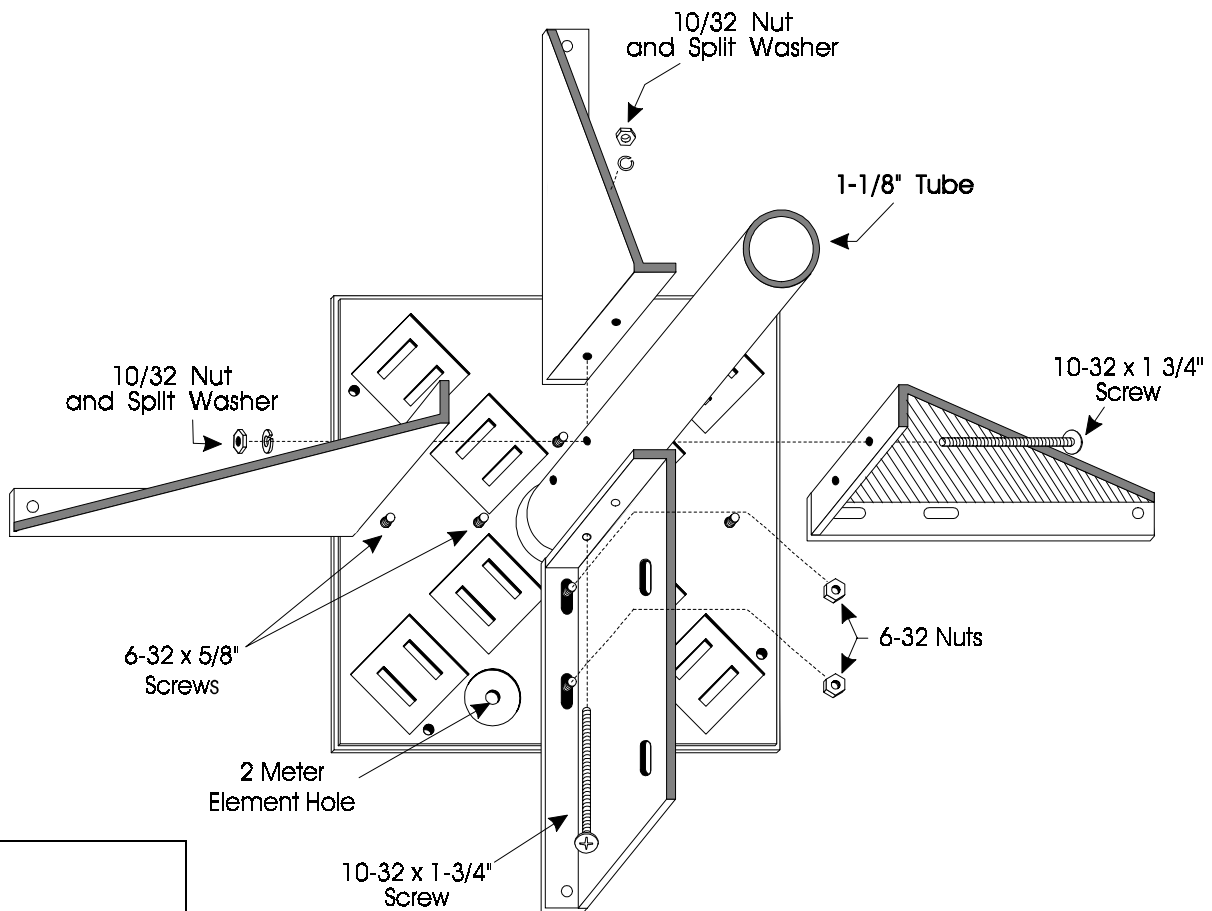 10/32 Nut
and Split Washer
1-1/8" Tube
10/32 Nut
and Split Washer
10-32 x 1 3/4"
Screw
6-32 x 5/8"
Screws
6-32 Nuts
2 Meter
Element Hole
10-32 x 1-3/4"
Screw